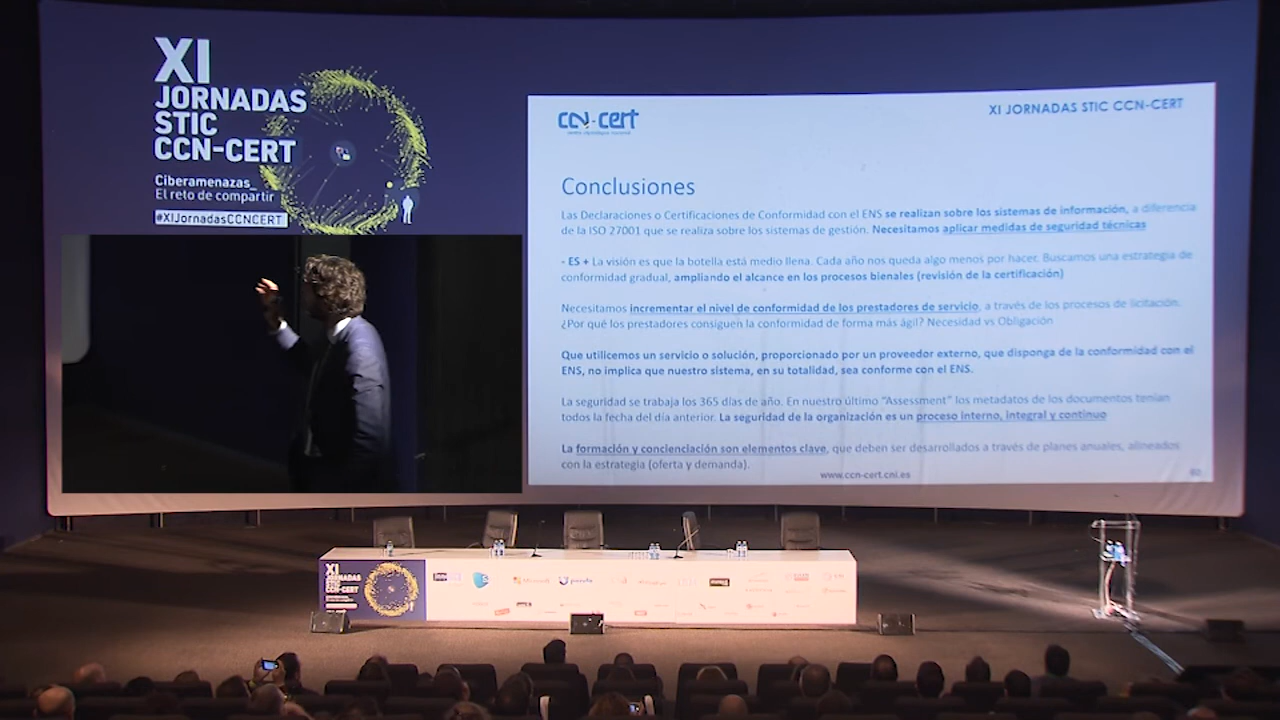 XI
JORNADAS
STIC
CCN-CERT
Ciberamenazas_
El reto de compartir
#XIJornadasCCNCERT
ccn-cert
centro criptológico nacional
XI JORNADAS STIC CCN-CERT
Conclusiones
Las Declaraciones o Certificaciones de Conformidad con el ENS se realizan sobre los sistemas de información, a diferencia
de la ISO 27001 que se realiza sobre los sistemas de gestión. Necesitamos aplicar medidas de seguridad técnicas
- ES + La visión es que la botella está medio llena. Cada año nos queda algo menos por hacer. Buscamos una estrategia de
conformidad gradual, ampliando el alcance en los procesos bienales (revisión de la certificación)
Necesitamos incrementar el nivel de conformidad de los prestadores de servicio, a través de los procesos de licitación.
¿Por qué los prestadores consiguen la conformidad de forma más ágil? Necesidad vs Obligación
Que utilicemos un servicio o solución, proporcionado por un proveedor externo, que disponga de la conformidad con el
ENS, no implica que nuestro sistema, en su totalidad, sea conforme con el ENS.
La seguridad se trabaja los 365 días de año. En nuestro último “Assessment” los metadatos de los documentos tenían
todos la fecha del día anterior. La seguridad de la organización es un proceso interno, integral y continuo
La formación y concienciación son elementos clave, que deben ser desarrollados a través de planes anuales, alineados
con la estrategia (oferta y demanda).
www.ccn-cert.cni.es
XI
JORNADAS
STIC
CCN-CERT
Microsoft
panda